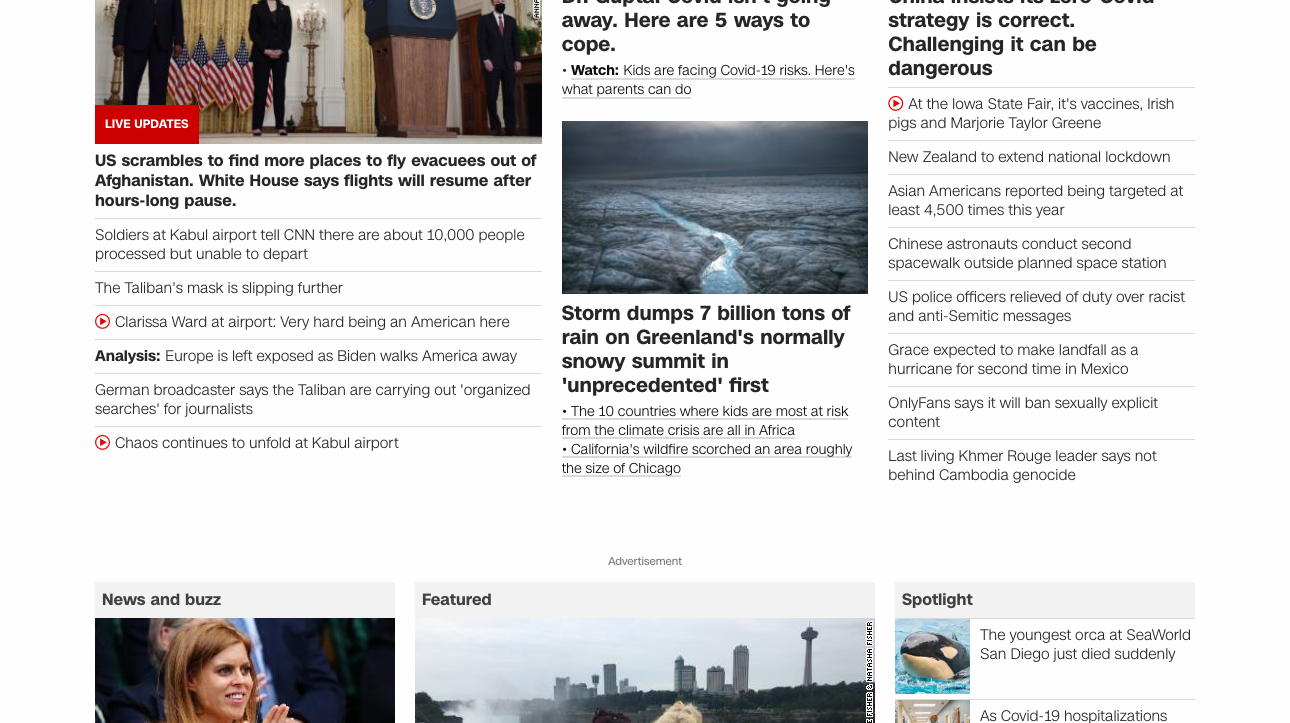 LIVE UPDATES
US scrambles to find more places to fly evacuees out of
Afghanistan. White House says flights will resume after
hours-long pause.
Soldiers at Kabul airport tell CNN there are about 10,000 people
processed but unable to depart
The Taliban's mask is slipping further
Clarissa Ward at airport: Very hard being an American here
Analysis: Europe is left exposed as Biden walks America away
German broadcaster says the Taliban are carrying out 'organized
searches' for journalists
Chaos continues to unfold at Kabul airport
Dr. Gupta: Covid isn't going
away. Here are 5 ways to
cope.
• Watch: Kids are facing Covid-19 risks. Here's
what parents can do
Storm dumps 7 billion tons of
rain on Greenland's normally
snowy summit in
'unprecedented' first
• The 10 countries where kids are most at risk
from the climate crisis are all in Africa
• California's wildfire scorched an area roughly
the size of Chicago
China insists its zero-Covid
strategy is correct.
Challenging it can be
dangerous
At the Iowa State Fair, it's vaccines, Irish
pigs and Marjorie Taylor Greene
New Zealand to extend national lockdown
Asian Americans reported being targeted at
least 4,500 times this year
Chinese astronauts conduct second
spacewalk outside planned space station
US police officers relieved of duty over racist
and anti-Semitic messages
Grace expected to make landfall as a
hurricane for second time in Mexico
OnlyFans says it will ban sexually explicit
content
Last living Khmer Rouge leader says not
behind Cambodia genocide
Advertisement
News and buzz
Featured
FISHER © NATASHA FISHER
Spotlight
The youngest orca at SeaWorld
San Diego just died suddenly
As Covid-19 hospitalizations